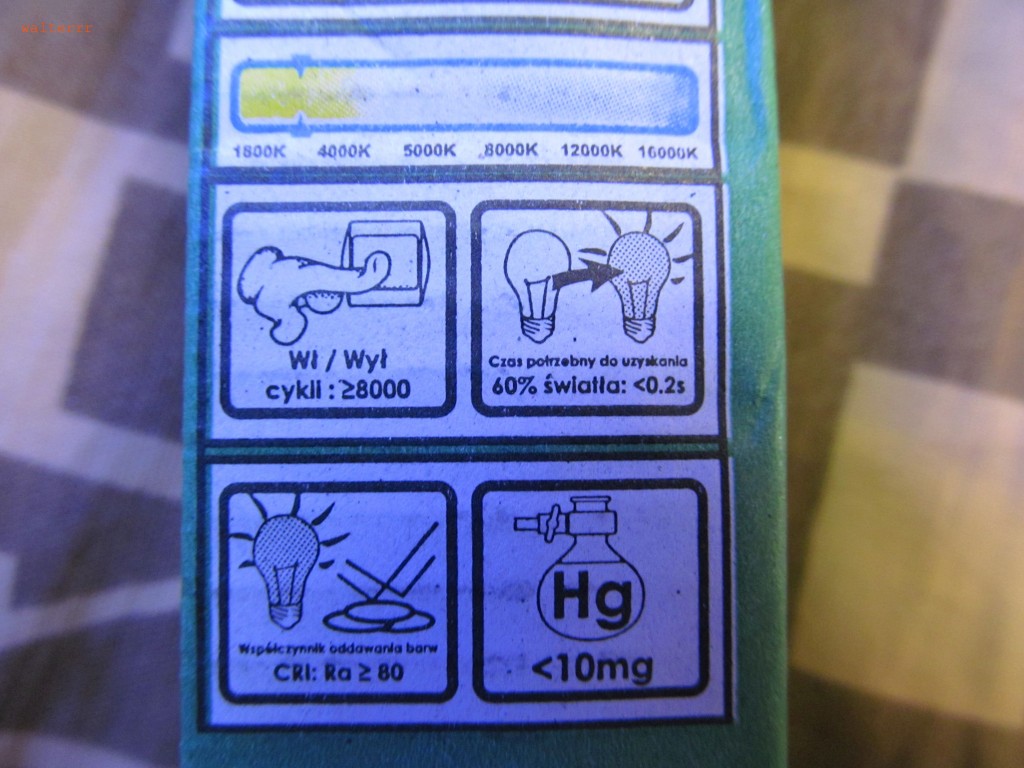 1800K 4000K 5000K 8000K 12000K 16000K
Wł / Wył
cykli : ≥8000
Czas potrzebny do uzyskania
60% światła: <0.2s
Współczynnik oddawania barw
CRI: Ra ≥ 80
Hg
<10mg